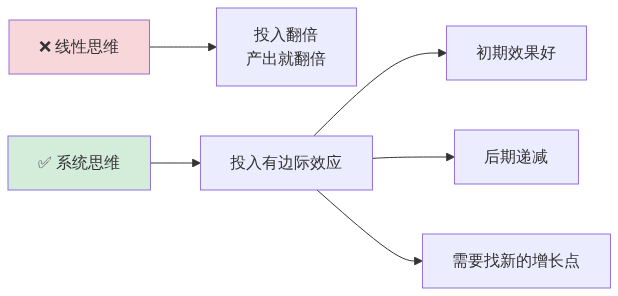 ❌ 线性思维
投入翻倍
产出就翻倍
初期效果好
✅ 系统思维
投入有边际效应
后期递减
需要找新的增长点